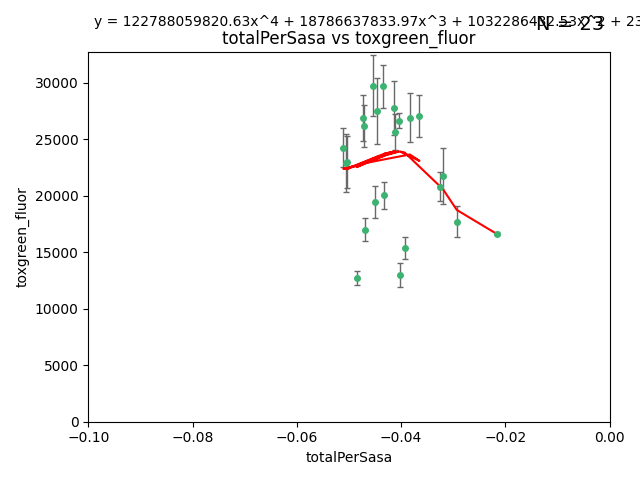 y = 122788059820.63x^4 + 18786637833.97x^3 +
N = 23
totalPerSasa vs toxgreen_fluor
30000
25000
20000
15000
10000
5000
0
toxgreen_fluor
−0.10 −0.08 −0.06 −0.04 −0.02 0.00
totalPerSasa